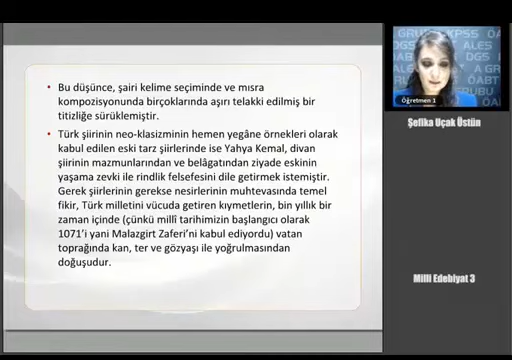 • Bu düşünce, şairi kelime seçiminde ve mısra
kompozisyonunda birçoklarında aşırı telakki edilmiş bir
titizliğe sürüklemiştir.
• Türk şiirinin neo-klasizminin hemen yegâne örnekleri olarak
kabul edilen eski tarz şiirlerinde ise Yahya Kemal, divan
şiirinin mazmunlarından ve belâgatından ziyade eskinin
yaşama zevki ile rindlik felsefesini dile getirmek istemiştir.
Gerek şiirlerinin gerekse nesirlerinin muhtevasında temel
fikir, Türk milletini vücuda getiren kıymetlerin, bin yıllık bir
zaman içinde (çünkü millî tarihimizin başlangıcı olarak
1071'i yani Malazgirt Zaferi'ni kabul ediyordu) vatan
toprağında kan, ter ve gözyaşı ile yoğrulmasından
doğuşudur.
Öğretmen 1
Şefika Uçak Üstün
Milli Edebiyat 3